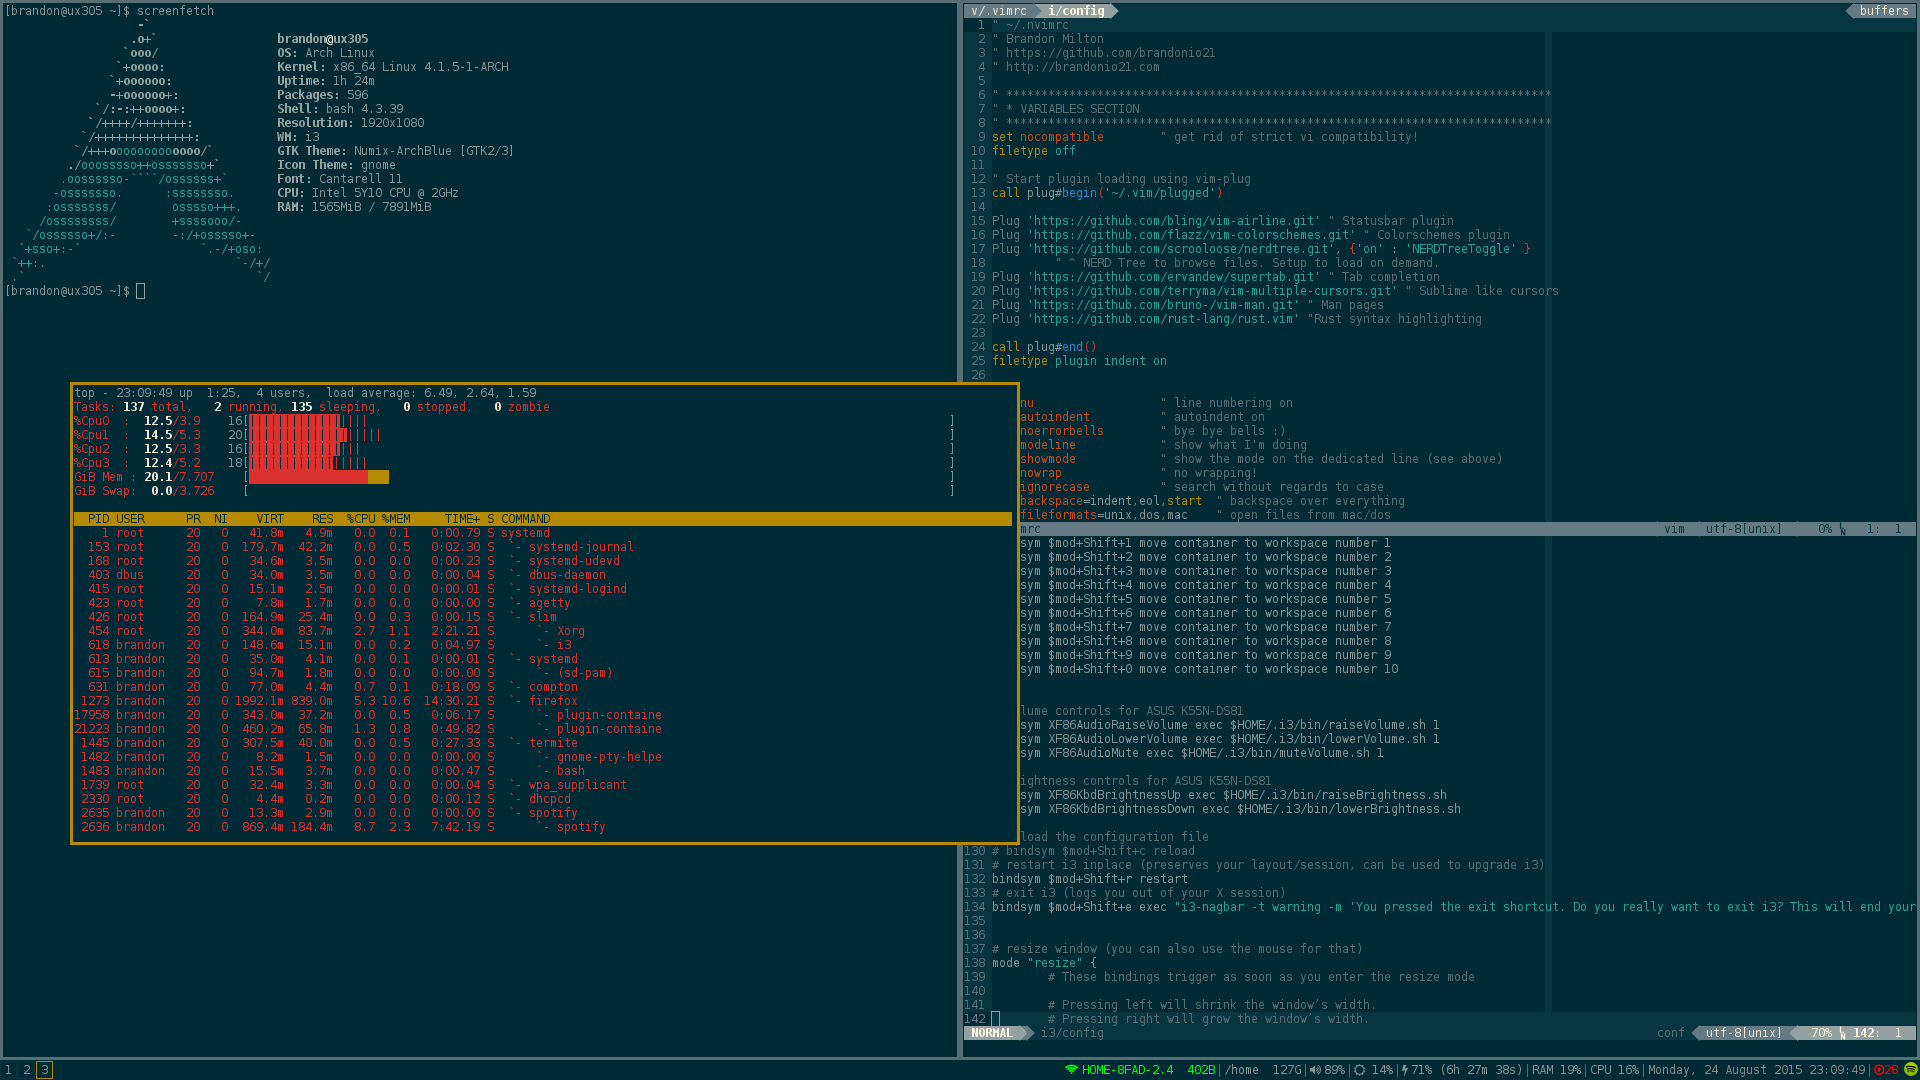 [brandon@ux305 ~]$ screenfetch
brandon@ux305
OS: Arch Linux
Kernel: x86_64 Linux 4.1.5-1-ARCH
Uptime: 1h 24m
Packages: 596
Shell: bash 4.3.39
Resolution: 1920x1080
WM: i3
GTK Theme: Numix-ArchBlue [GTK2/3]
Icon Theme: gnome
Font: Cantarell 11
CPU: Intel 5Y10 CPU @ 2GHz
RAM: 1565MiB / 7891MiB
[brandon@ux305 ~]$
top - 23:09:49 up  1:25,  4 users,  load average: 6.49, 2.64, 1.59
Tasks: 137 total,   2 running, 135 sleeping,   0 stopped,   0 zombie
%Cpu0  :  12.5/3.9    16[ ]
%Cpu1  :  14.5/5.3    20[ ]
%Cpu2  :  12.5/3.3    16[ ]
%Cpu3  :  12.4/5.2    18[ ]
GiB Mem : 20.1/7.707    [ ]
GiB Swap:  0.0/3.726    [ ]
PID USER      PR  NI    VIRT    RES  %CPU %MEM     TIME+ S COMMAND
1 root      20   0   41.8m   4.9m   0.0  0.1   0:00.79 S systemd
153 root      20   0  179.7m  42.2m   0.0  0.5   0:02.30 S  `- systemd-journal
168 root      20   0   34.6m   3.5m   0.0  0.0   0:00.23 S  `- systemd-udevd
403 dbus      20   0   34.0m   3.5m   0.0  0.0   0:00.04 S  `- dbus-daemon
415 root      20   0   15.1m   2.5m   0.0  0.0   0:00.01 S  `- systemd-logind
423 root      20   0    7.8m   1.7m   0.0  0.0   0:00.00 S  `- agetty
426 root      20   0  164.9m  25.4m   0.0  0.3   0:00.15 S  `- slim
454 root      20   0  344.0m  83.7m   2.7  1.1   2:21.21 S      `- Xorg
618 brandon   20   0  148.6m  15.1m   0.0  0.2   0:04.97 S      `- i3
613 brandon   20   0   35.0m   4.1m   0.0  0.1   0:00.01 S  `- systemd
615 brandon   20   0   94.7m   1.8m   0.0  0.0   0:00.00 S      `- (sd-pam)
631 brandon   20   0   77.0m   4.4m   0.7  0.1   0:18.09 S  `- compton
1273 brandon   20   0 1992.1m 839.0m   5.3 10.6  14:30.21 S  `- firefox
17958 brandon   20   0  343.0m  37.2m   0.0  0.5   0:06.17 S      `- plugin-containe
21223 brandon   20   0  460.2m  65.8m   1.3  0.8   0:49.82 S      `- plugin-containe
1445 brandon   20   0  307.5m  40.0m   0.0  0.5   0:27.33 S  `- termite
1482 brandon   20   0    8.2m   1.5m   0.0  0.0   0:00.00 S      `- gnome-pty-helpe
1483 brandon   20   0   15.5m   3.7m   0.0  0.0   0:00.47 S      `- bash
1739 root      20   0   32.4m   3.3m   0.0  0.0   0:00.04 S  `- wpa_supplicant
2330 root      20   0    4.4m   0.2m   0.0  0.0   0:00.12 S  `- dhcpcd
2635 brandon   20   0   13.3m   2.9m   0.0  0.0   0:00.00 S  `- spotify
2636 brandon   20   0  869.4m 184.4m   8.7  2.3   7:42.19 S      `- spotify
v/.vimrc  i/config  buffers
1 " ~/.nvimrc
2 " Brandon Milton
3 " https://github.com/brandonio21
4 " http://brandonio21.com
5
6 " ******************************************************************************
7 " * VARIABLES SECTION
8 " ******************************************************************************
9 set nocompatible        " get rid of strict vi compatibility!
10 filetype off
11
12 " Start plugin loading using vim-plug
13 call plug#begin('~/.vim/plugged')
14
15 Plug 'https://github.com/bling/vim-airline.git' " Statusbar plugin
16 Plug 'https://github.com/flazz/vim-colorschemes.git' " Colorschemes plugin
17 Plug 'https://github.com/scrooloose/nerdtree.git', {'on' : 'NERDTreeToggle' }
18          " ^ NERD Tree to browse files. Setup to load on demand.
19 Plug 'https://github.com/ervandew/supertab.git' " Tab completion
20 Plug 'https://github.com/terryma/vim-multiple-cursors.git' " Sublime like cursors
21 Plug 'https://github.com/bruno-/vim-man.git' " Man pages
22 Plug 'https://github.com/rust-lang/rust.vim' "Rust syntax highlighting
23
24 call plug#end()
25 filetype plugin indent on
26
nu                  " line numbering on
autoindent          " autoindent on
noerrorbells        " bye bye bells :)
modeline            " show what I'm doing
showmode            " show the mode on the dedicated line (see above)
nowrap              " no wrapping!
ignorecase          " search without regards to case
backspace=indent,eol,start  " backspace over everything
fileformats=unix,dos,mac    " open files from mac/dos
mrc  vim  utf-8[unix]  0%  1:  1
sym $mod+Shift+1 move container to workspace number 1
sym $mod+Shift+2 move container to workspace number 2
sym $mod+Shift+3 move container to workspace number 3
sym $mod+Shift+4 move container to workspace number 4
sym $mod+Shift+5 move container to workspace number 5
sym $mod+Shift+6 move container to workspace number 6
sym $mod+Shift+7 move container to workspace number 7
sym $mod+Shift+8 move container to workspace number 8
sym $mod+Shift+9 move container to workspace number 9
sym $mod+Shift+0 move container to workspace number 10
lume controls for ASUS K55N-DS81
sym XF86AudioRaiseVolume exec $HOME/.i3/bin/raiseVolume.sh 1
sym XF86AudioLowerVolume exec $HOME/.i3/bin/lowerVolume.sh 1
sym XF86AudioMute exec $HOME/.i3/bin/muteVolume.sh 1
ightness controls for ASUS K55N-DS81
sym XF86KbdBrightnessUp exec $HOME/.i3/bin/raiseBrightness.sh
sym XF86KbdBrightnessDown exec $HOME/.i3/bin/lowerBrightness.sh
load the configuration file
130 # bindsym $mod+Shift+c reload
131 # restart i3 inplace (preserves your layout/session, can be used to upgrade i3)
132 bindsym $mod+Shift+r restart
133 # exit i3 (logs you out of your X session)
134 bindsym $mod+Shift+e exec "i3-nagbar -t warning -m 'You pressed the exit shortcut. Do you really want to exit i3? This will end your
135
136
137 # resize window (you can also use the mouse for that)
138 mode "resize" {
139         # These bindings trigger as soon as you enter the resize mode
140
141         # Pressing left will shrink the window's width.
142         # Pressing right will grow the window's width.
NORMAL  i3/config  conf  utf-8[unix]  70%  142:  1
1 2 3  HOME-8FAD-2.4  402B|/home  127G| 89%| 14%| 71% (6h 27m 38s)|RAM 19%|CPU 16%|Monday, 24 August 2015 23:09:49| 28